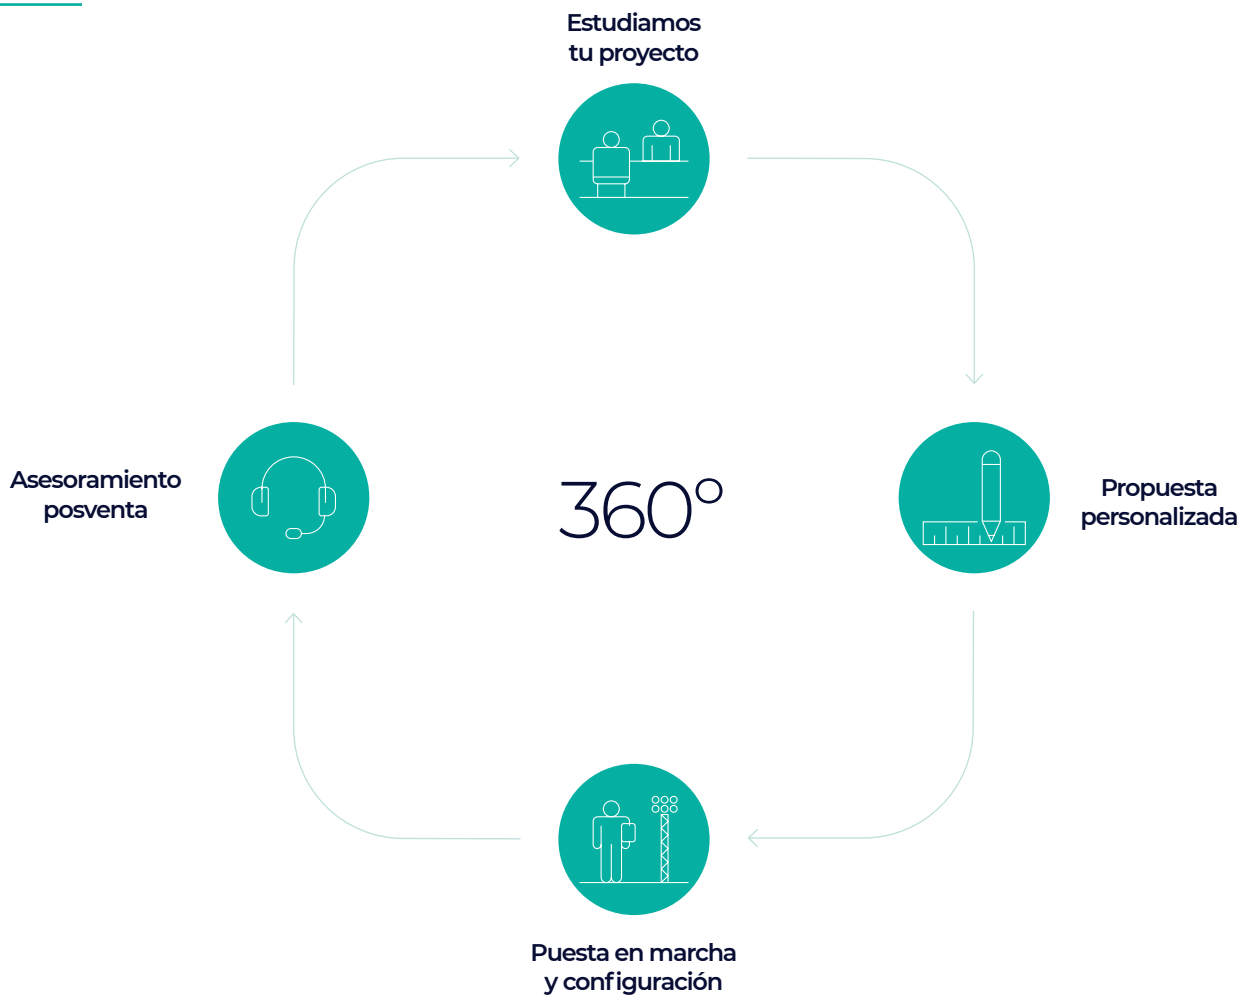 Estudiamos
tu proyecto
Asesoramiento
posventa
360°
Propuesta
personalizada
Puesta en marcha
y configuración